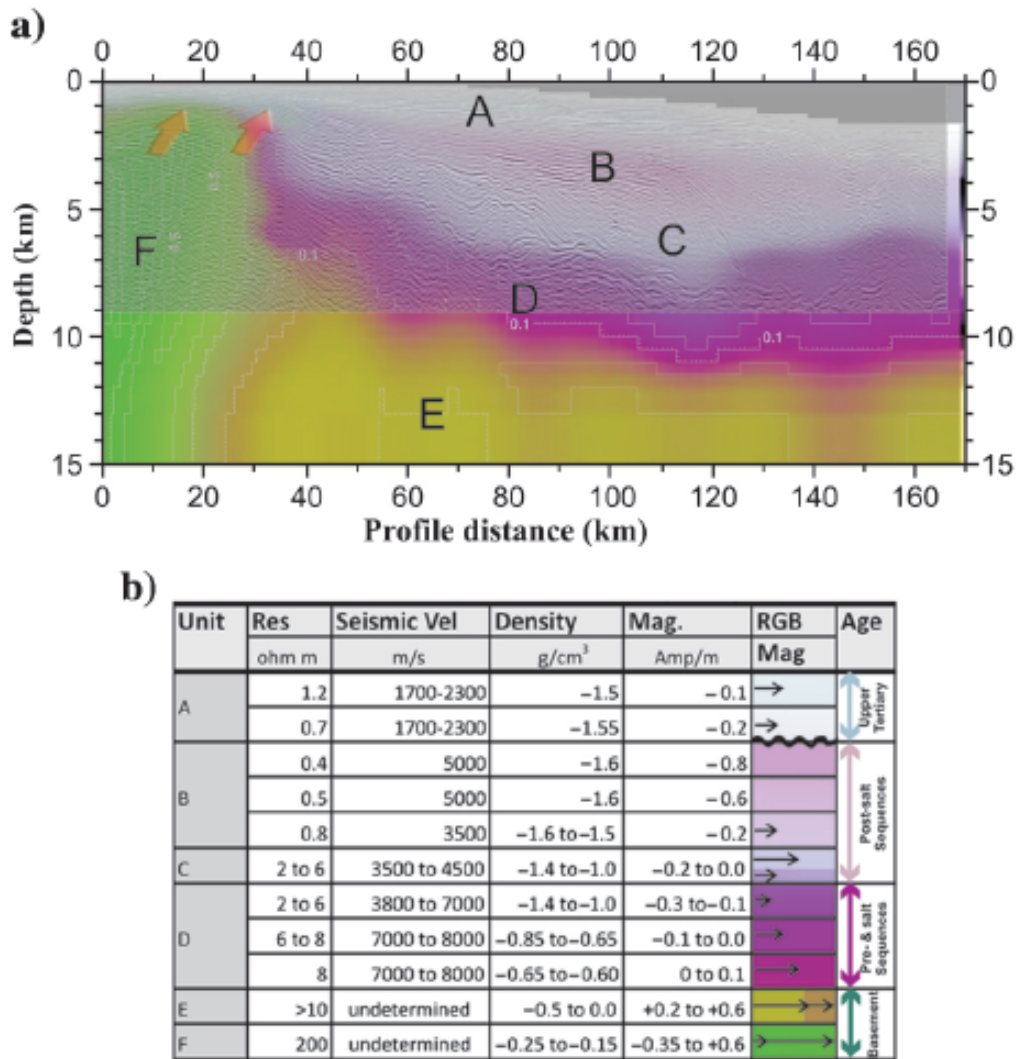 a)
0 20 40 60 80 100 120 140 160
0 0
A
B
5 5
0.5
C
F
0.5
0.1
D
Depth (km)
0.1
10 0.1 10
E
15 15
0 20 40 60 80 100 120 140 160
Profile distance (km)
b)
Unit Res Seismic Vel Density Mag. RGB Age
ohm m m/s g/cm³ Amp/m Mag
A 1.2 1700-2300 −1.5 −0.1 Upper Tertiary
0.7 1700-2300 −1.55 −0.2
B 0.4 5000 −1.6 −0.8 Post-salt Sequences
0.5 5000 −1.6 −0.6
0.8 3500 −1.6 to−1.5 −0.2
C 2 to 6 3500 to 4500 −1.4 to−1.0 −0.2 to 0.0
D 2 to 6 3800 to 7000 −1.4 to−1.0 −0.3 to−0.1 Pre- & salt Sequences
6 to 8 7000 to 8000 −0.85 to−0.65 −0.1 to 0.0
8 7000 to 8000 −0.65 to−0.60 0 to 0.1
E >10 undetermined −0.5 to 0.0 +0.2 to +0.6 Basement
F 200 undetermined −0.25 to−0.15 −0.35 to +0.6